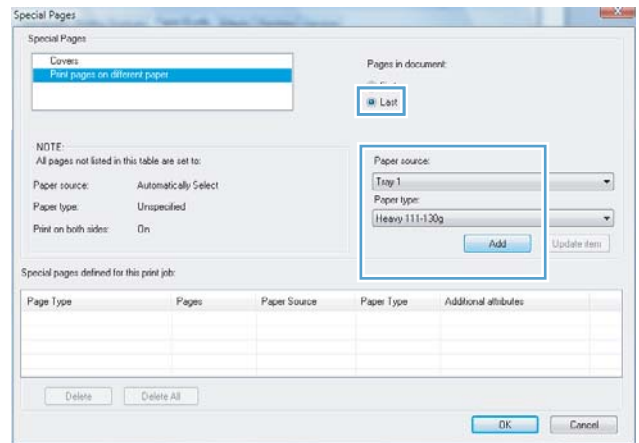 Special Pages
Special Pages
Covers
Print pages on different paper
Pages in document:
Last
NOTE:
All pages not listed in this table are set to:
Paper source: Automatically Select
Paper type: Unspecified
Print on both sides: On
Paper source:
Tray 1
Paper type:
Heavy 111-130g
Add Update item
Special pages defined for this print job:
Page Type Pages Paper Source Paper Type Additional attributes
Delete Delete All
OK Cancel